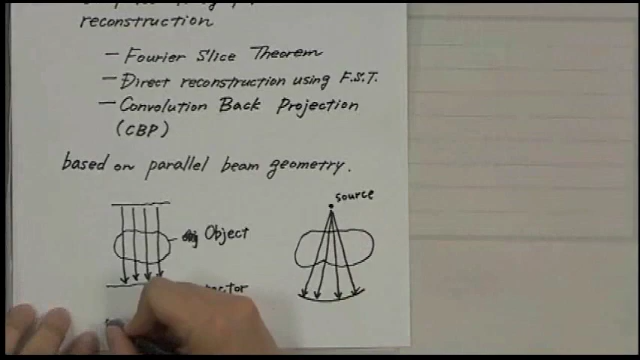 reconstruction
— Fourier Slice Theorem
— Direct reconstruction using F.S.T.
— Convolution Back Projection
(CBP)
based on parallel beam geometry.
source
Object